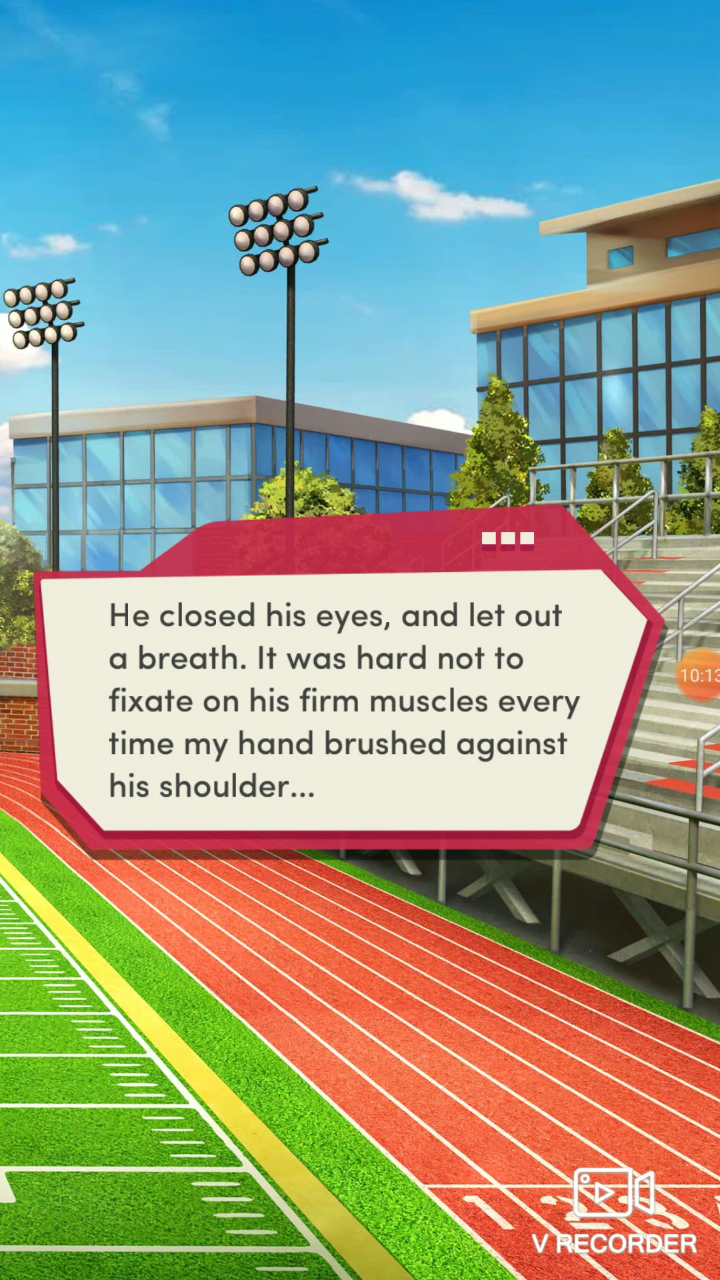 He closed his eyes, and let out
a breath. It was hard not to
fixate on his firm muscles every
time my hand brushed against
his shoulder...
10:13
1
V RECORDER